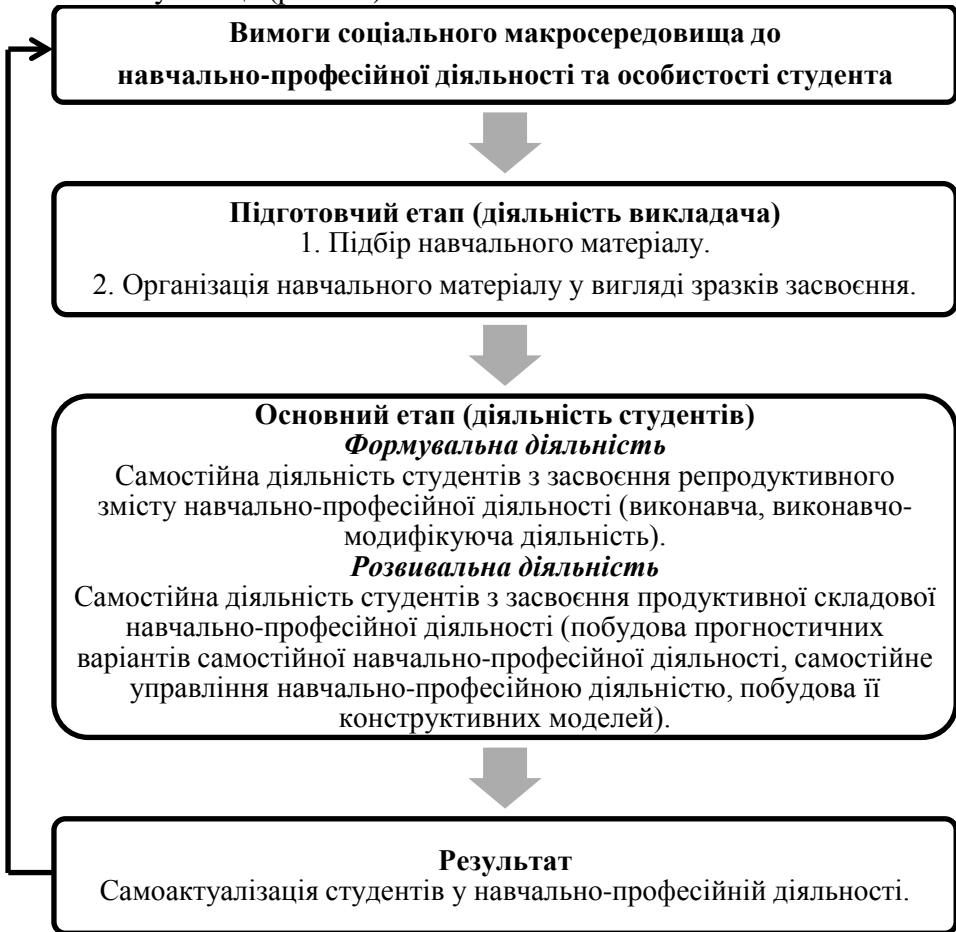 Вимоги соціального макросередовища до
навчально-професійної діяльності та особистості студента
Підготовчий етап (діяльність викладача)
1. Підбір навчального матеріалу.
2. Організація навчального матеріалу у вигляді зразків засвоєння.
Основний етап (діяльність студентів)
Формувальна діяльність
Самостійна діяльність студентів з засвоєння репродуктивного
змісту навчально-професійної діяльності (виконавча, виконавчо-
модифікуюча діяльність).
Розвивальна діяльність
Самостійна діяльність студентів з засвоєння продуктивної складової
навчально-професійної діяльності (побудова прогностичних
варіантів самостійної навчально-професійної діяльності, самостійне
управління навчально-професійною діяльністю, побудова її
конструктивних моделей).
Результат
Самоактуалізація студентів у навчально-професійній діяльності.